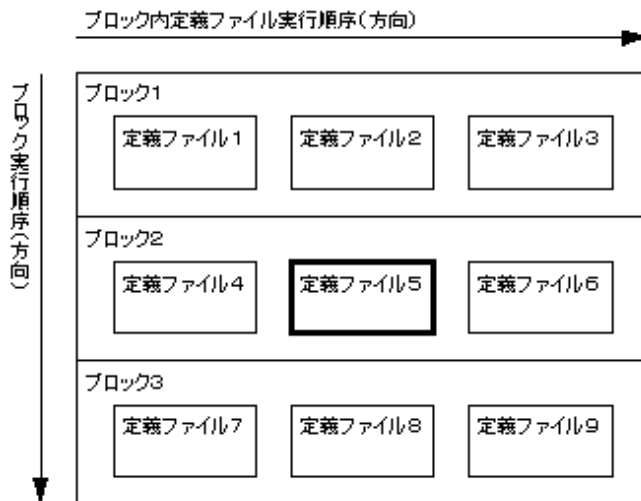 ブロック内定義ファイル実行順序(方向)
ブロック実行順序(方向)
ブロック1
定義ファイル1
定義ファイル2
定義ファイル3
ブロック2
定義ファイル4
定義ファイル5
定義ファイル6
ブロック3
定義ファイル7
定義ファイル8
定義ファイル9